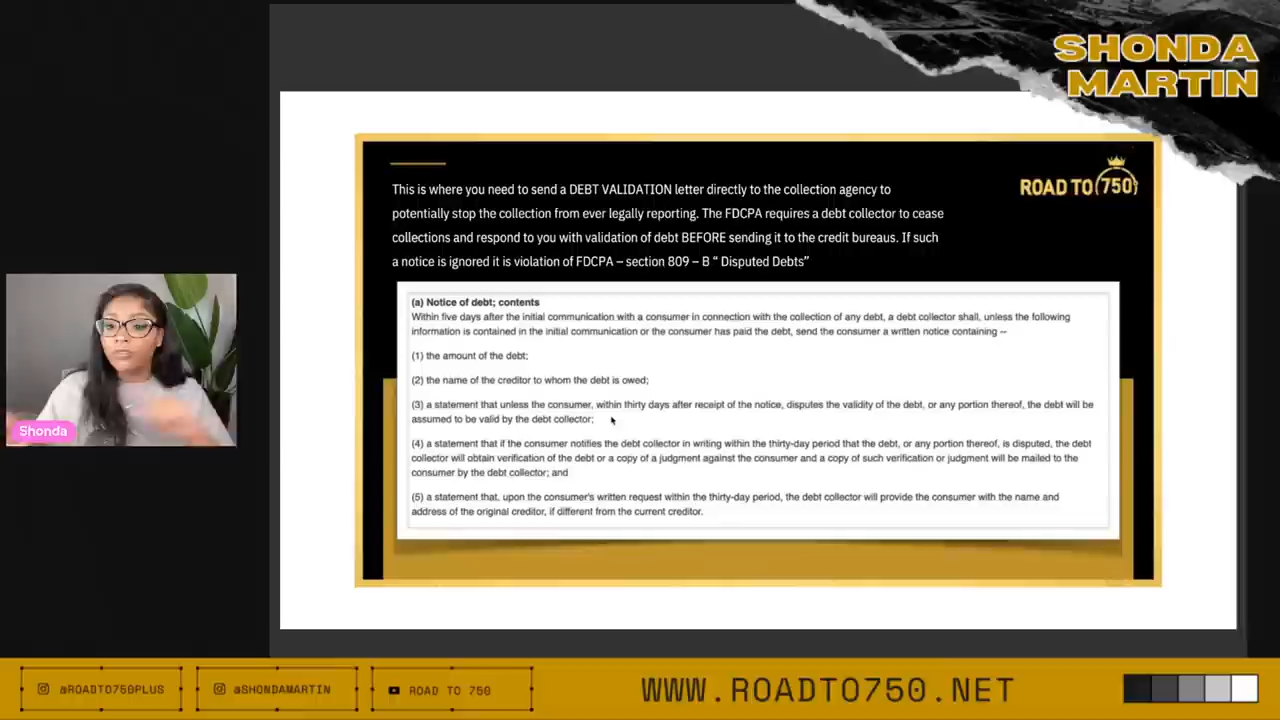 SHONDA
MARTIN
ROAD TO 750
This is where you need to send a DEBT VALIDATION letter directly to the collection agency to
potentially stop the collection from ever legally reporting. The FDCPA requires a debt collector to cease
collections and respond to you with validation of debt BEFORE sending it to the credit bureaus. If such
a notice is ignored it is violation of FDCPA – section 809 – B “ Disputed Debts”
(a) Notice of debt; contents
Within five days after the initial communication with a consumer in connection with the collection of any debt, a debt collector shall, unless the following
information is contained in the initial communication or the consumer has paid the debt, send the consumer a written notice containing --
(1) the amount of the debt;
(2) the name of the creditor to whom the debt is owed;
(3) a statement that unless the consumer, within thirty days after receipt of the notice, disputes the validity of the debt, or any portion thereof, the debt will be
assumed to be valid by the debt collector;
(4) a statement that if the consumer notifies the debt collector in writing within the thirty-day period that the debt, or any portion thereof, is disputed, the debt
collector will obtain verification of the debt or a copy of a judgment against the consumer and a copy of such verification or judgment will be mailed to the
consumer by the debt collector; and
(5) a statement that, upon the consumer's written request within the thirty-day period, the debt collector will provide the consumer with the name and
address of the original creditor, if different from the current creditor.
Shonda
@ROADTO750PLUS
@SHONDAMARTIN
ROAD TO 750
WWW.ROADTO750.NET